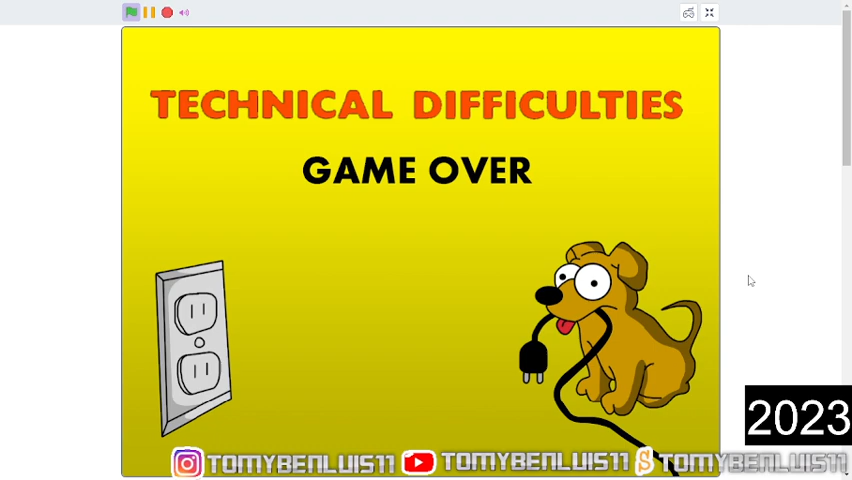 TECHNICAL DIFFICULTIES
GAME OVER
2023
TOMYBENLUIS11 TOMYBENLUIS11 TOMYBENLUIS11